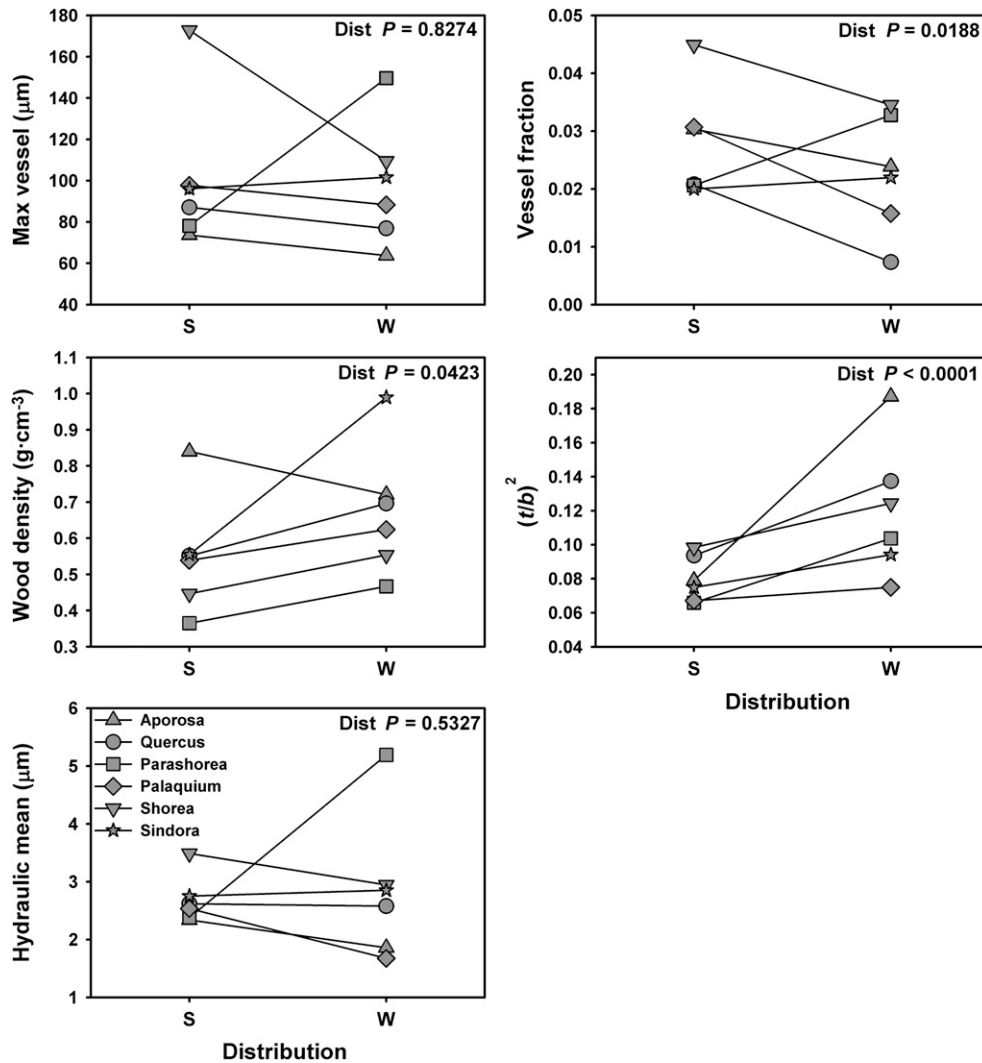 Max vessel (µm)
180
160
140
120
100
80
60
40
Dist P = 0.8274
S
W
Vessel fraction
0.05
0.04
0.03
0.02
0.01
0.00
Dist P = 0.0188
S
W
Wood density (g·cm⁻³)
1.1
1.0
0.9
0.8
0.7
0.6
0.5
0.4
0.3
Dist P = 0.0423
S
W
(t/b)²
0.20
0.18
0.16
0.14
0.12
0.10
0.08
0.06
0.04
Dist P < 0.0001
S
W
Distribution
Hydraulic mean (µm)
6
5
4
3
2
1
Dist P = 0.5327
Aporosa
Quercus
Parashorea
Palaquium
Shorea
Sindora
S
W
Distribution